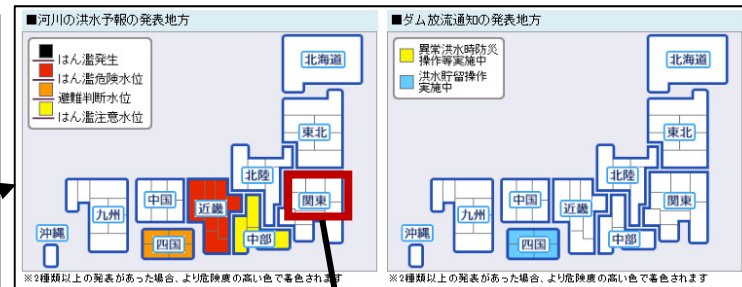 ■河川の洪水予報の発表地方
はん濫発生
はん濫危険水位
避難判断水位
はん濫注意水位
北海道
東北
北陸
関東
中国
近畿
中部
四国
九州
沖縄
※2種類以上の発表があった場合、より危険度の高い色で着色されます
■ダム放流通知の発表地方
異常洪水時防災
操作等実施中
洪水貯留操作
実施中
北海道
東北
北陸
関東
中国
近畿
中部
四国
九州
沖縄
※2種類以上の発表があった場合、より危険度の高い色で着色されます